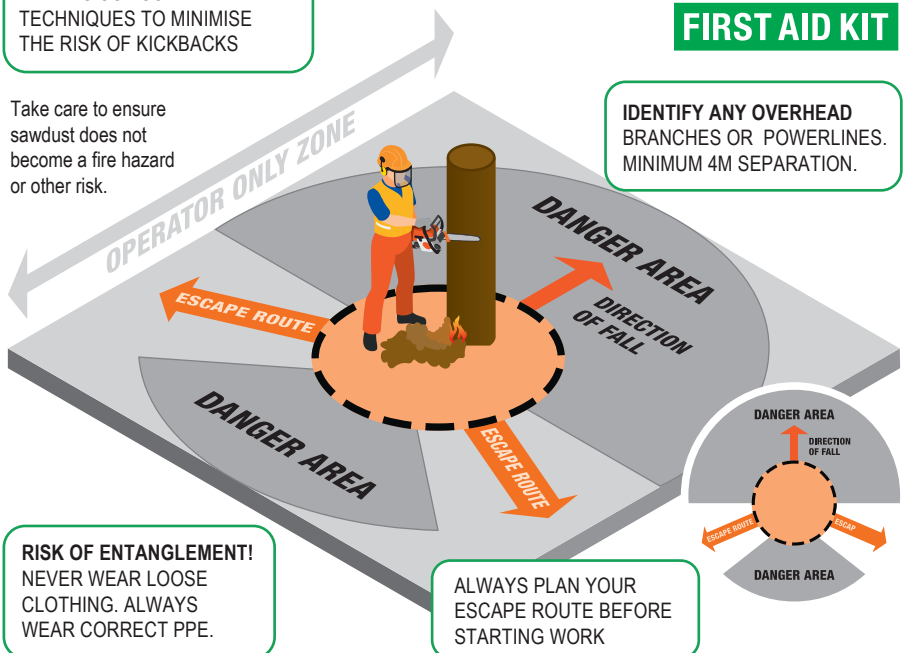 TECHNIQUES TO MINIMISE
THE RISK OF KICKBACKS
FIRST AID KIT
Take care to ensure
sawdust does not
become a fire hazard
or other risk.
IDENTIFY ANY OVERHEAD
BRANCHES OR POWERLINES.
MINIMUM 4M SEPARATION.
OPERATOR ONLY ZONE
DANGER AREA
DIRECTION
OF FALL
ESCAPE ROUTE
DANGER AREA
ESCAPE ROUTE
DANGER AREA
DIRECTION
OF FALL
ESCAPE ROUTE
ESCAP
DANGER AREA
RISK OF ENTANGLEMENT!
NEVER WEAR LOOSE
CLOTHING. ALWAYS
WEAR CORRECT PPE.
ALWAYS PLAN YOUR
ESCAPE ROUTE BEFORE
STARTING WORK